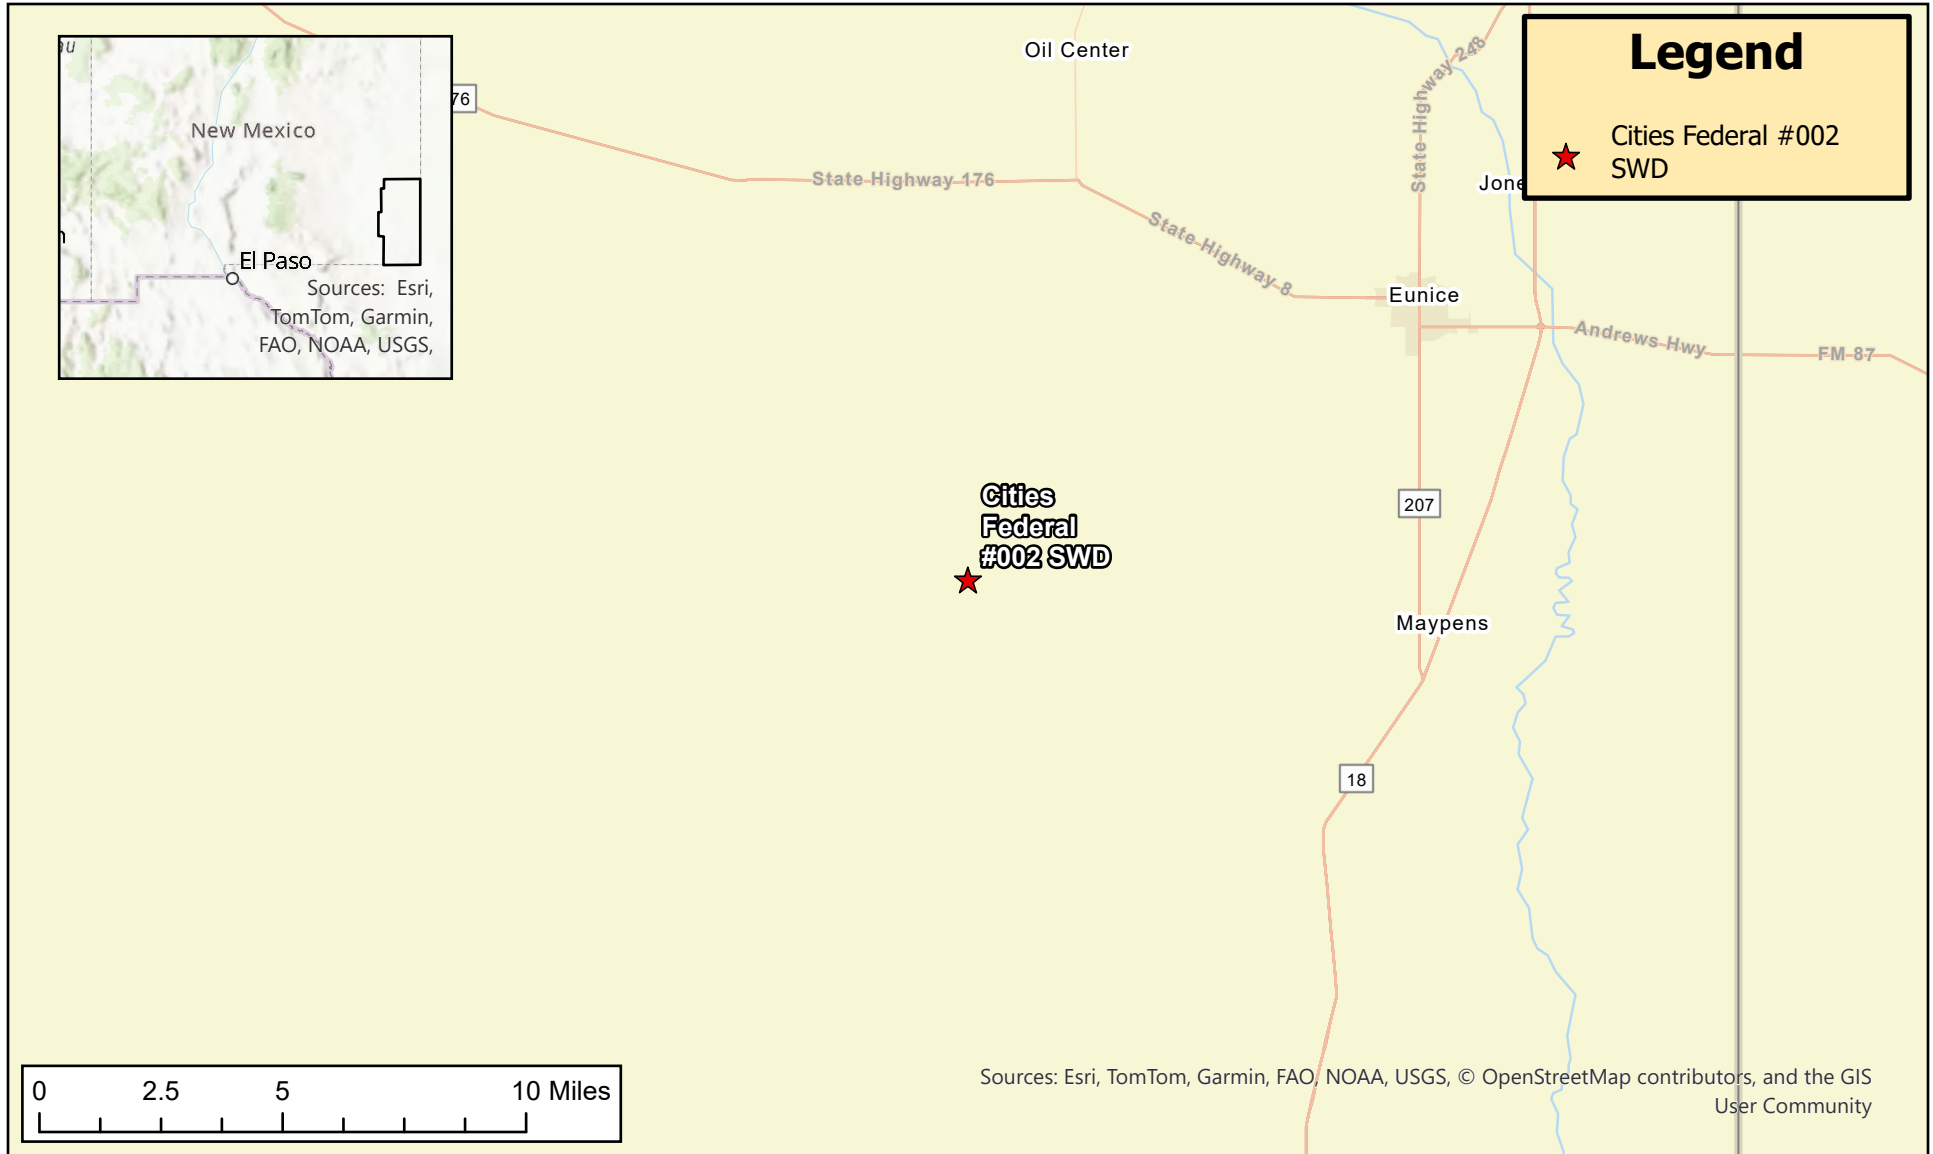 Oil Center
Legend
Cities Federal #002
SWD
New Mexico
El Paso
Sources: Esri,
TomTom, Garmin,
FAO, NOAA, USGS,
76
State Highway 176
State Highway 8
State Highway 248
Jone
Eunice
Andrews Hwy
FM 87
Cities
Federal
#002 SWD
207
Maypens
18
0 2.5 5 10 Miles
Sources: Esri, TomTom, Garmin, FAO, NOAA, USGS, © OpenStreetMap contributors, and the GIS
User Community